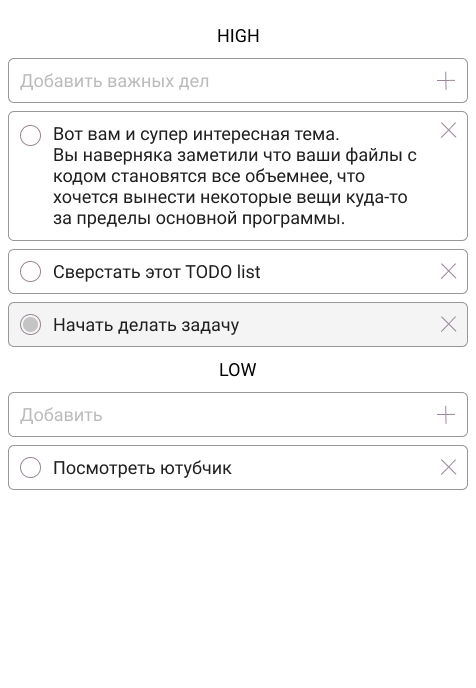 HIGH
Добавить важных дел
Вот вам и супер интересная тема.
Вы наверняка заметили что ваши файлы с
кодом становятся все объемнее, что
хочется вынести некоторые вещи куда-то
за пределы основной программы.
Сверстать этот TODO list
Начать делать задачу
LOW
Добавить
Посмотреть ютубчик